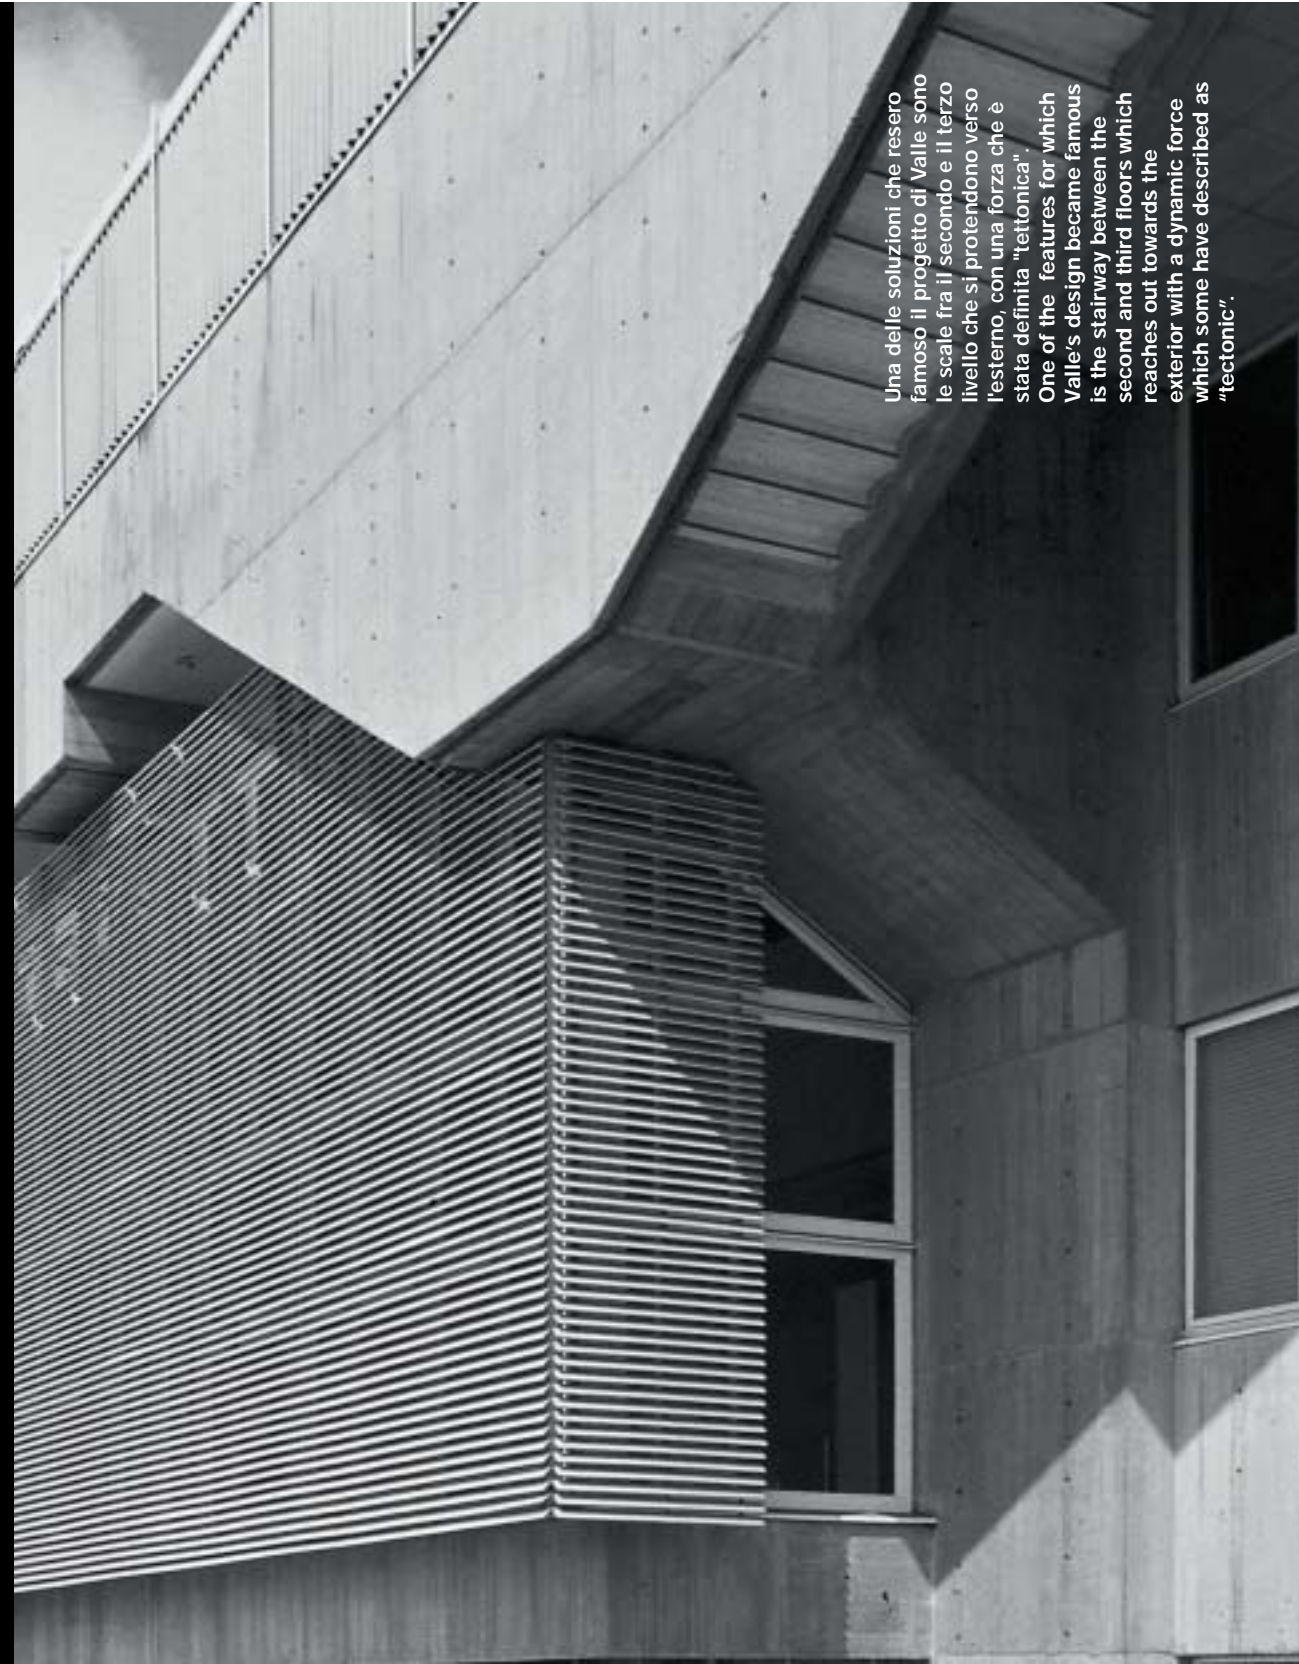 Una delle soluzioni che resero
famoso il progetto di Valle sono
le scale fra il secondo e il terzo
livello che si protendono verso
l'esterno, con una forza che è
stata definita "tettonica".
One of the  features for which
Valle's design became famous
is the stairway between the
second and third floors which
reaches out towards the
exterior with a dynamic force
which some have described as
“tectonic”.